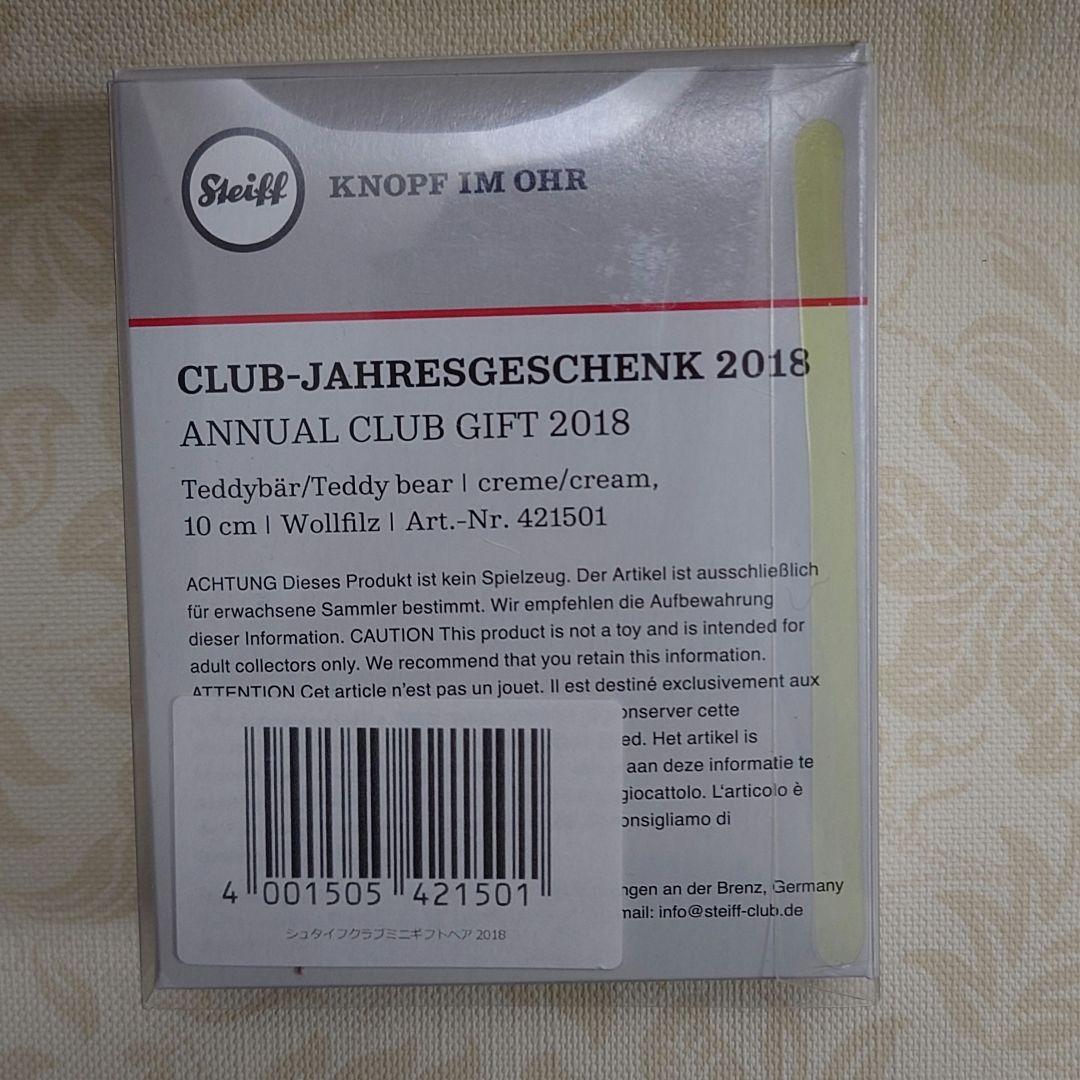 Steiff
KNOPF IM OHR
CLUB-JAHRESGESCHENK 2018
ANNUAL CLUB GIFT 2018
Teddybär/Teddy bear | creme/cream,
10 cm | Wollfilz | Art.-Nr. 421501
ACHTUNG Dieses Produkt ist kein Spielzeug. Der Artikel ist ausschließlich
für erwachsene Sammler bestimmt. Wir empfehlen die Aufbewahrung
dieser Information. CAUTION This product is not a toy and is intended for
adult collectors only. We recommend that you retain this information.
ATTENTION Cet article n'est pas un jouet. Il est destiné exclusivement aux
onserver cette
ed. Het artikel is
aan deze informatie te
giocattolo. L'articolo è
onsigliamo di
ngen an der Brenz, Germany
mail: info@steiff-club.de
4 001505 421501
シュタイフクラブミニギフトベア 2018